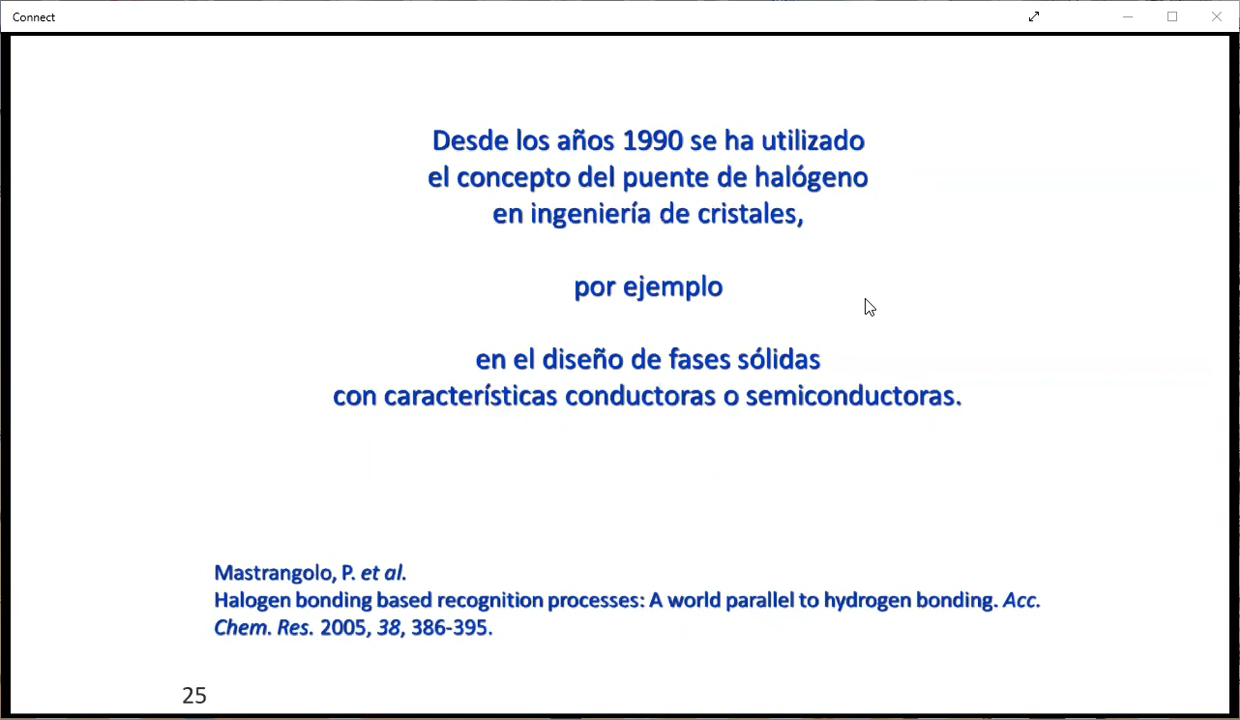 Connect
Desde los años 1990 se ha utilizado
el concepto del puente de halógeno
en ingeniería de cristales,
por ejemplo
en el diseño de fases sólidas
con características conductoras o semiconductoras.
Mastrangolo, P. et al.
Halogen bonding based recognition processes: A world parallel to hydrogen bonding. Acc.
Chem. Res. 2005, 38, 386-395.
25